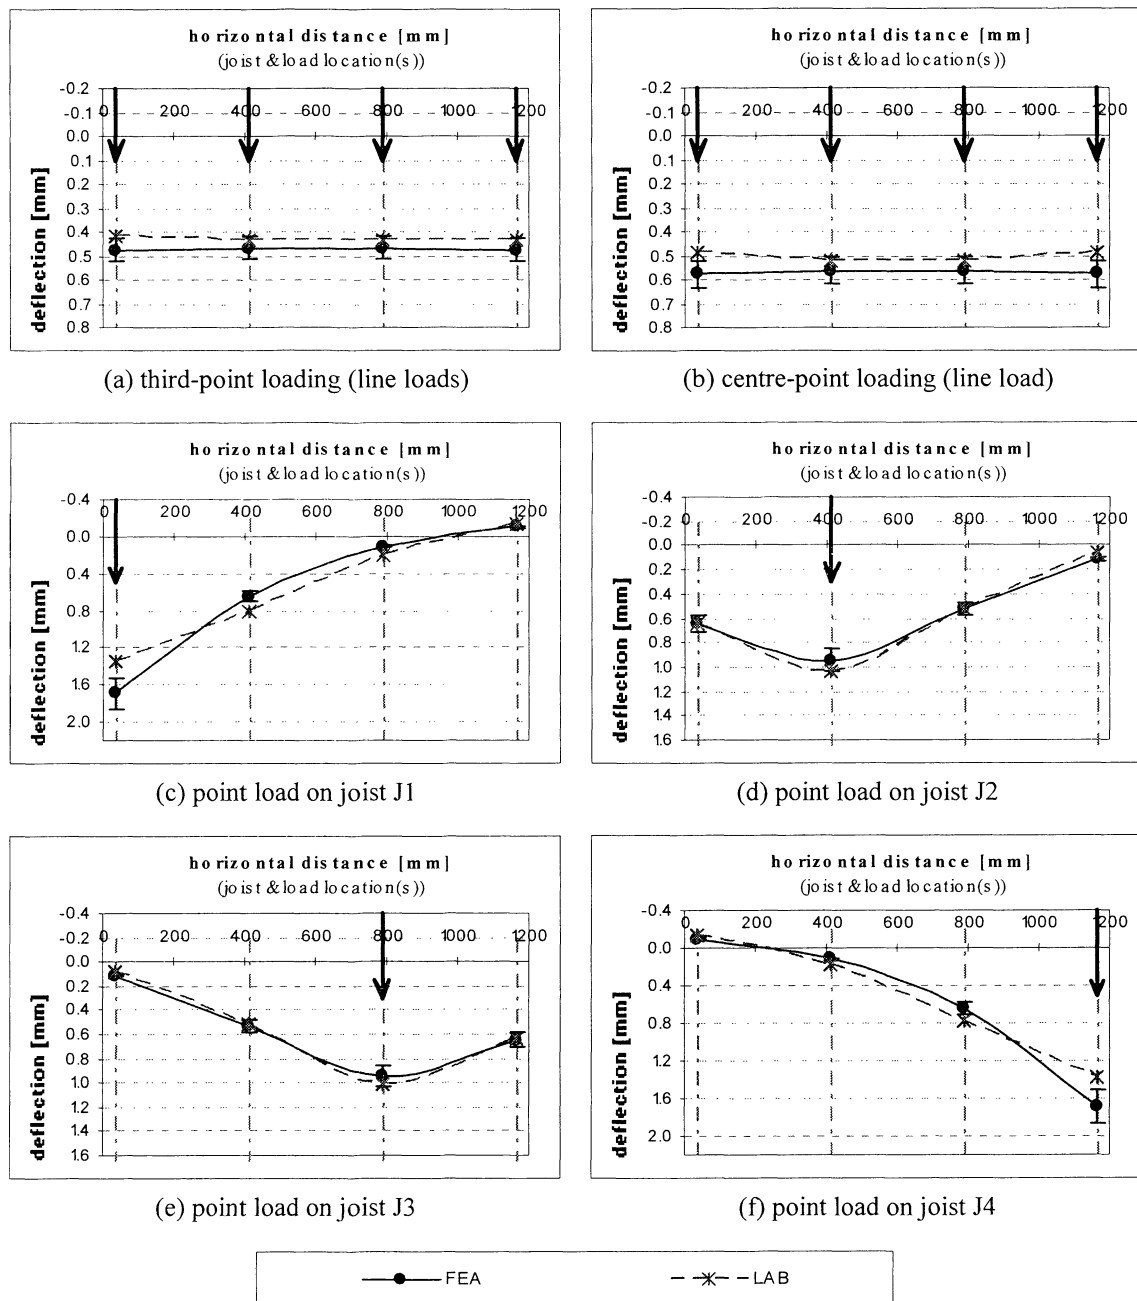 horizontal distance [mm]
(joist & load location(s))
0 200 400 600 800 1000 1200
-0.2
-0.1
0.0
0.1
0.2
0.3
0.4
0.5
0.6
0.7
0.8
deflection [mm]
(a) third-point loading (line loads)
horizontal distance [mm]
(joist & load location(s))
0 200 400 600 800 1000 1200
-0.2
-0.1
0.0
0.1
0.2
0.3
0.4
0.5
0.6
0.7
0.8
deflection [mm]
(b) centre-point loading (line load)
horizontal distance [mm]
(joist & load location(s))
0 200 400 600 800 1000 1200
-0.4
0.0
0.4
0.8
1.2
1.6
2.0
deflection [mm]
(c) point load on joist J1
horizontal distance [mm]
(joist & load location(s))
0 200 400 600 800 1000 1200
-0.4
-0.2
0.0
0.2
0.4
0.6
0.8
1.0
1.2
1.4
1.6
deflection [mm]
(d) point load on joist J2
horizontal distance [mm]
(joist & load location(s))
0 200 400 600 800 1000 1200
-0.4
-0.2
0.0
0.2
0.4
0.6
0.8
1.0
1.2
1.4
1.6
deflection [mm]
(e) point load on joist J3
horizontal distance [mm]
(joist & load location(s))
0 200 400 600 800 1000 1200
-0.4
0.0
0.4
0.8
1.2
1.6
2.0
deflection [mm]
(f) point load on joist J4
FEA LAB